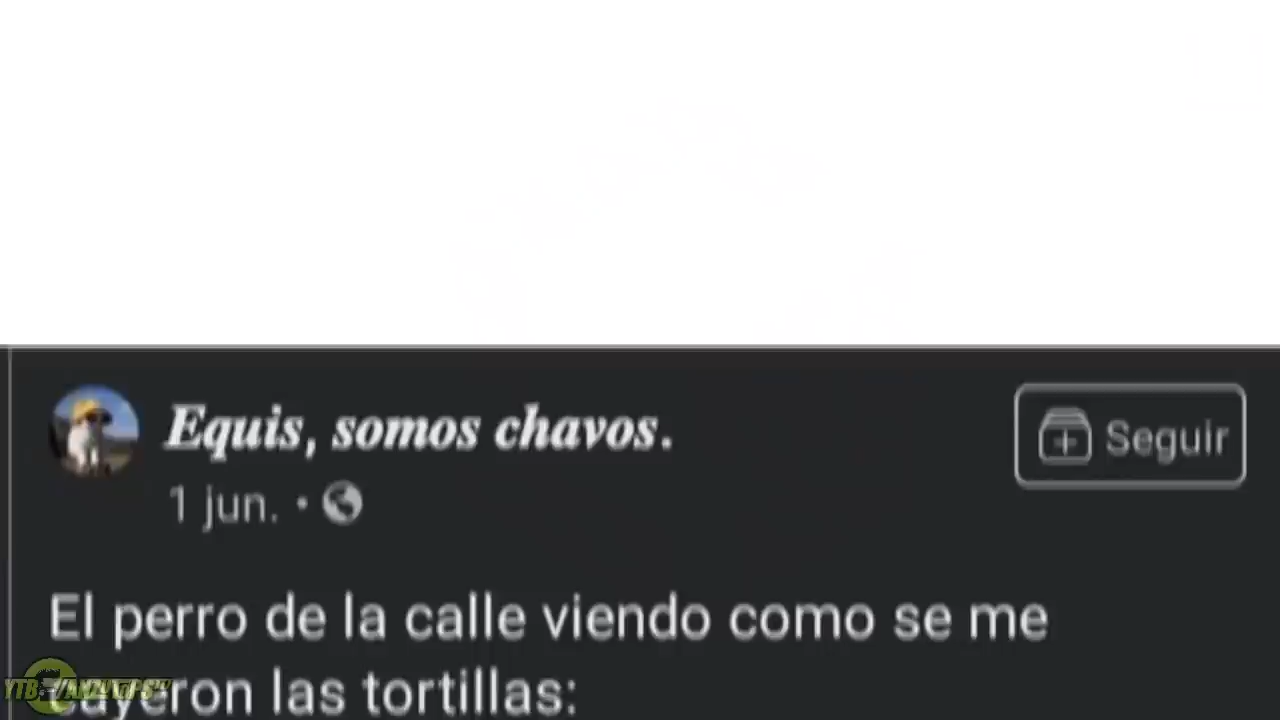 Equis, somos chavos.
Seguir
1 jun. •
El perro de la calle viendo como se me
cayeron las tortillas: